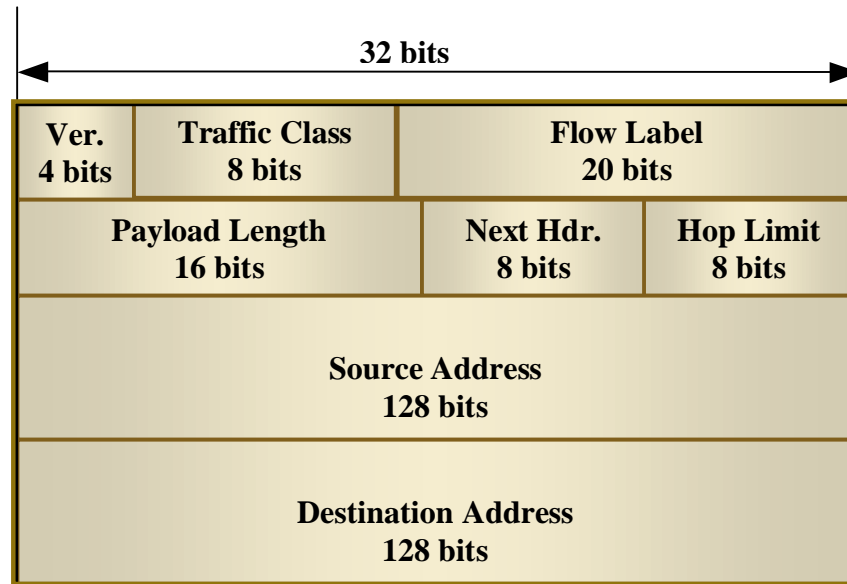 32 bits
Ver.
4 bits
Traffic Class
8 bits
Flow Label
20 bits
Payload Length
16 bits
Next Hdr.
8 bits
Hop Limit
8 bits
Source Address
128 bits
Destination Address
128 bits